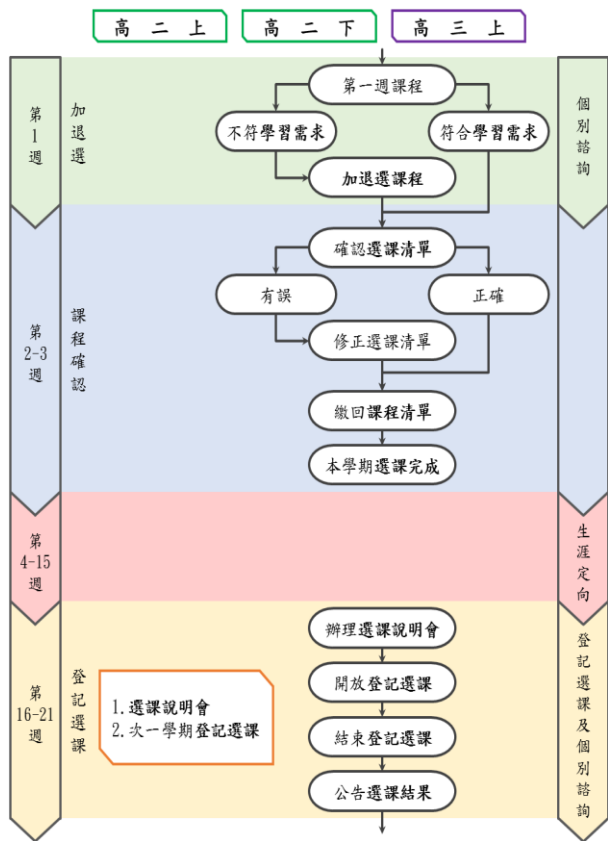 高二上
高二下
高三上
第1週
加退選
第一週課程
不符學習需求
符合學習需求
加退選課程
個別諮詢
第2-3週
課程確認
確認選課清單
有誤
正確
修正選課清單
繳回課程清單
本學期選課完成
第4-15週
生涯定向
第16-21週
登記選課
1.選課說明會
2.次一學期登記選課
辦理選課說明會
開放登記選課
結束登記選課
公告選課結果
登記選課及個別諮詢